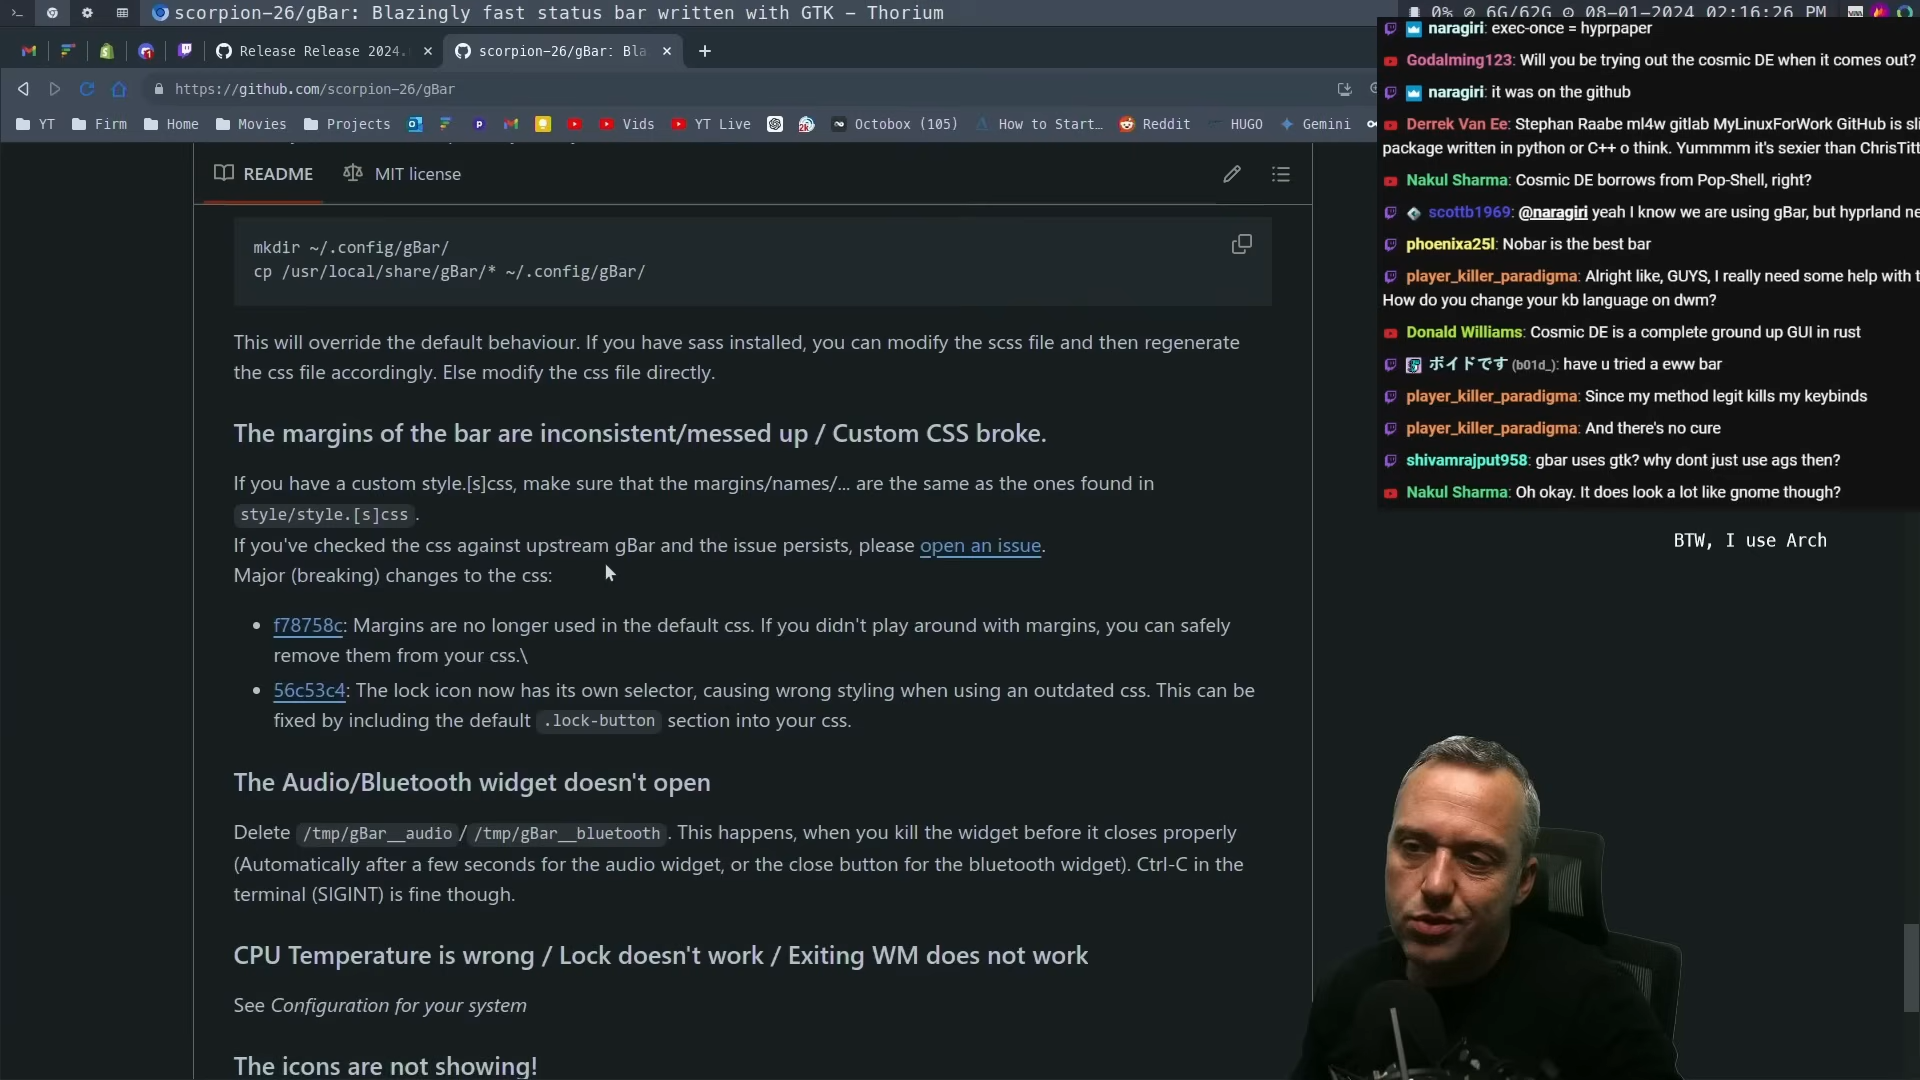 scorpion-26/gBar: Blazingly fast status bar written with GTK - Thorium
0% 6G/62G 08-01-2024 02:16:26 PM
Release Release 2024.
scorpion-26/gBar: Bla
https://github.com/scorpion-26/gBar
YT Firm Home Movies Projects Vids YT Live Octobox (105) How to Start… Reddit HUGO Gemini
README MIT license
mkdir ~/.config/gBar/
cp /usr/local/share/gBar/* ~/.config/gBar/
This will override the default behaviour. If you have sass installed, you can modify the scss file and then regenerate
the css file accordingly. Else modify the css file directly.
The margins of the bar are inconsistent/messed up / Custom CSS broke.
If you have a custom style.[s]css, make sure that the margins/names/... are the same as the ones found in
style/style.[s]css .
If you've checked the css against upstream gBar and the issue persists, please open an issue.
Major (breaking) changes to the css:
• f78758c: Margins are no longer used in the default css. If you didn't play around with margins, you can safely
remove them from your css.\
• 56c53c4: The lock icon now has its own selector, causing wrong styling when using an outdated css. This can be
fixed by including the default .lock-button section into your css.
The Audio/Bluetooth widget doesn't open
Delete /tmp/gBar__audio / /tmp/gBar__bluetooth . This happens, when you kill the widget before it closes properly
(Automatically after a few seconds for the audio widget, or the close button for the bluetooth widget). Ctrl-C in the
terminal (SIGINT) is fine though.
CPU Temperature is wrong / Lock doesn't work / Exiting WM does not work
See Configuration for your system
The icons are not showing!
naragiri: exec-once = hyprpaper
Godalming123: Will you be trying out the cosmic DE when it comes out?
naragiri: it was on the github
Derrek Van Ee: Stephan Raabe ml4w gitlab MyLinuxForWork GitHub is sli
package written in python or C++ o think. Yummmm it's sexier than ChrisTitt
Nakul Sharma: Cosmic DE borrows from Pop-Shell, right?
scottb1969: @naragiri yeah I know we are using gBar, but hyprland ne
phoenixa25l: Nobar is the best bar
player_killer_paradigma: Alright like, GUYS, I really need some help with t
How do you change your kb language on dwm?
Donald Williams: Cosmic DE is a complete ground up GUI in rust
ボイドです (b01d_): have u tried a eww bar
player_killer_paradigma: Since my method legit kills my keybinds
player_killer_paradigma: And there's no cure
shivamrajput958: gbar uses gtk? why dont just use ags then?
Nakul Sharma: Oh okay. It does look a lot like gnome though?
BTW, I use Arch